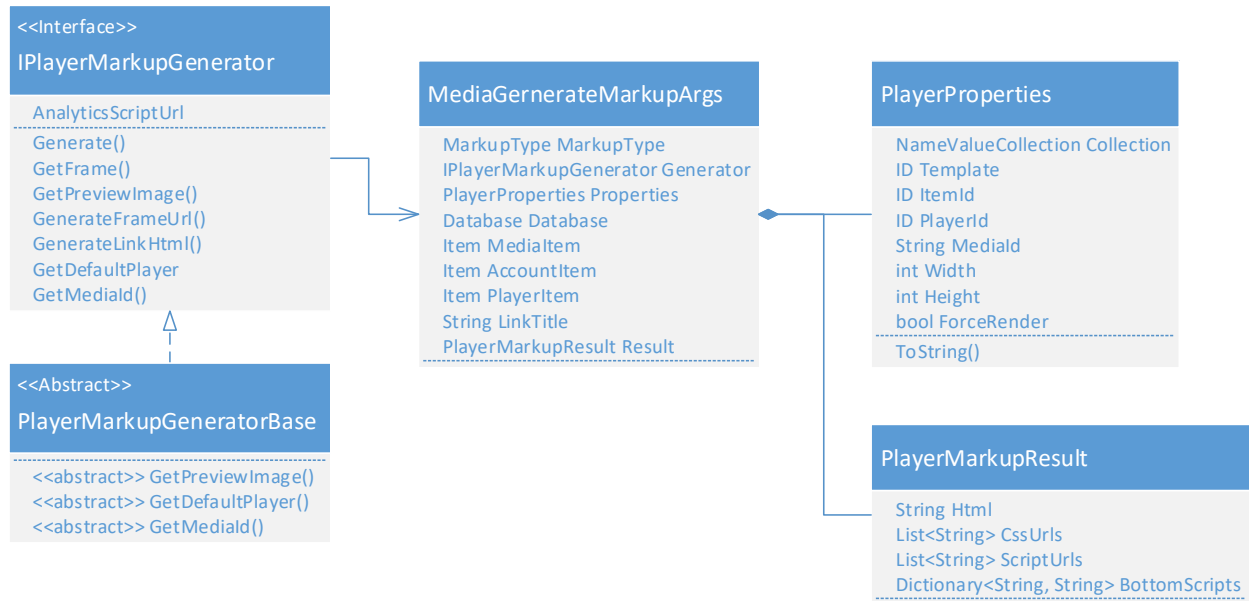 <<Interface>>
IPlayerMarkupGenerator
AnalyticsScriptUrl
Generate()
GetFrame()
GetPreviewImage()
GenerateFrameUrl()
GenerateLinkHtml()
GetDefaultPlayer
GetMediaId()
<<Abstract>>
PlayerMarkupGeneratorBase
<<abstract>> GetPreviewImage()
<<abstract>> GetDefaultPlayer()
<<abstract>> GetMediaId()
MediaGernerateMarkupArgs
MarkupType MarkupType
IPlayerMarkupGenerator Generator
PlayerProperties Properties
Database Database
Item MediaItem
Item AccountItem
Item PlayerItem
String LinkTitle
PlayerMarkupResult Result
PlayerProperties
NameValueCollection Collection
ID Template
ID ItemId
ID PlayerId
String MediaId
int Width
int Height
bool ForceRender
ToString()
PlayerMarkupResult
String Html
List<String> CssUrls
List<String> ScriptUrls
Dictionary<String, String> BottomScripts